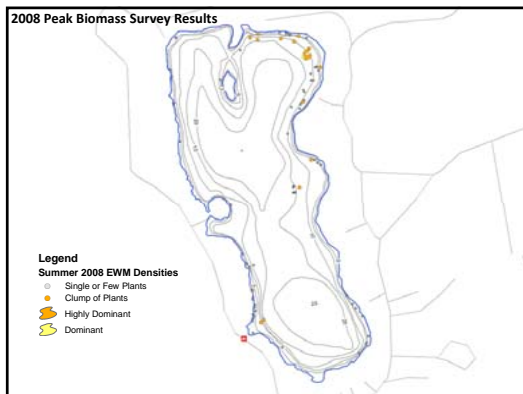 2008 Peak Biomass Survey Results
Legend
Summer 2008 EWM Densities
Single or Few Plants
Clump of Plants
Highly Dominant
Dominant